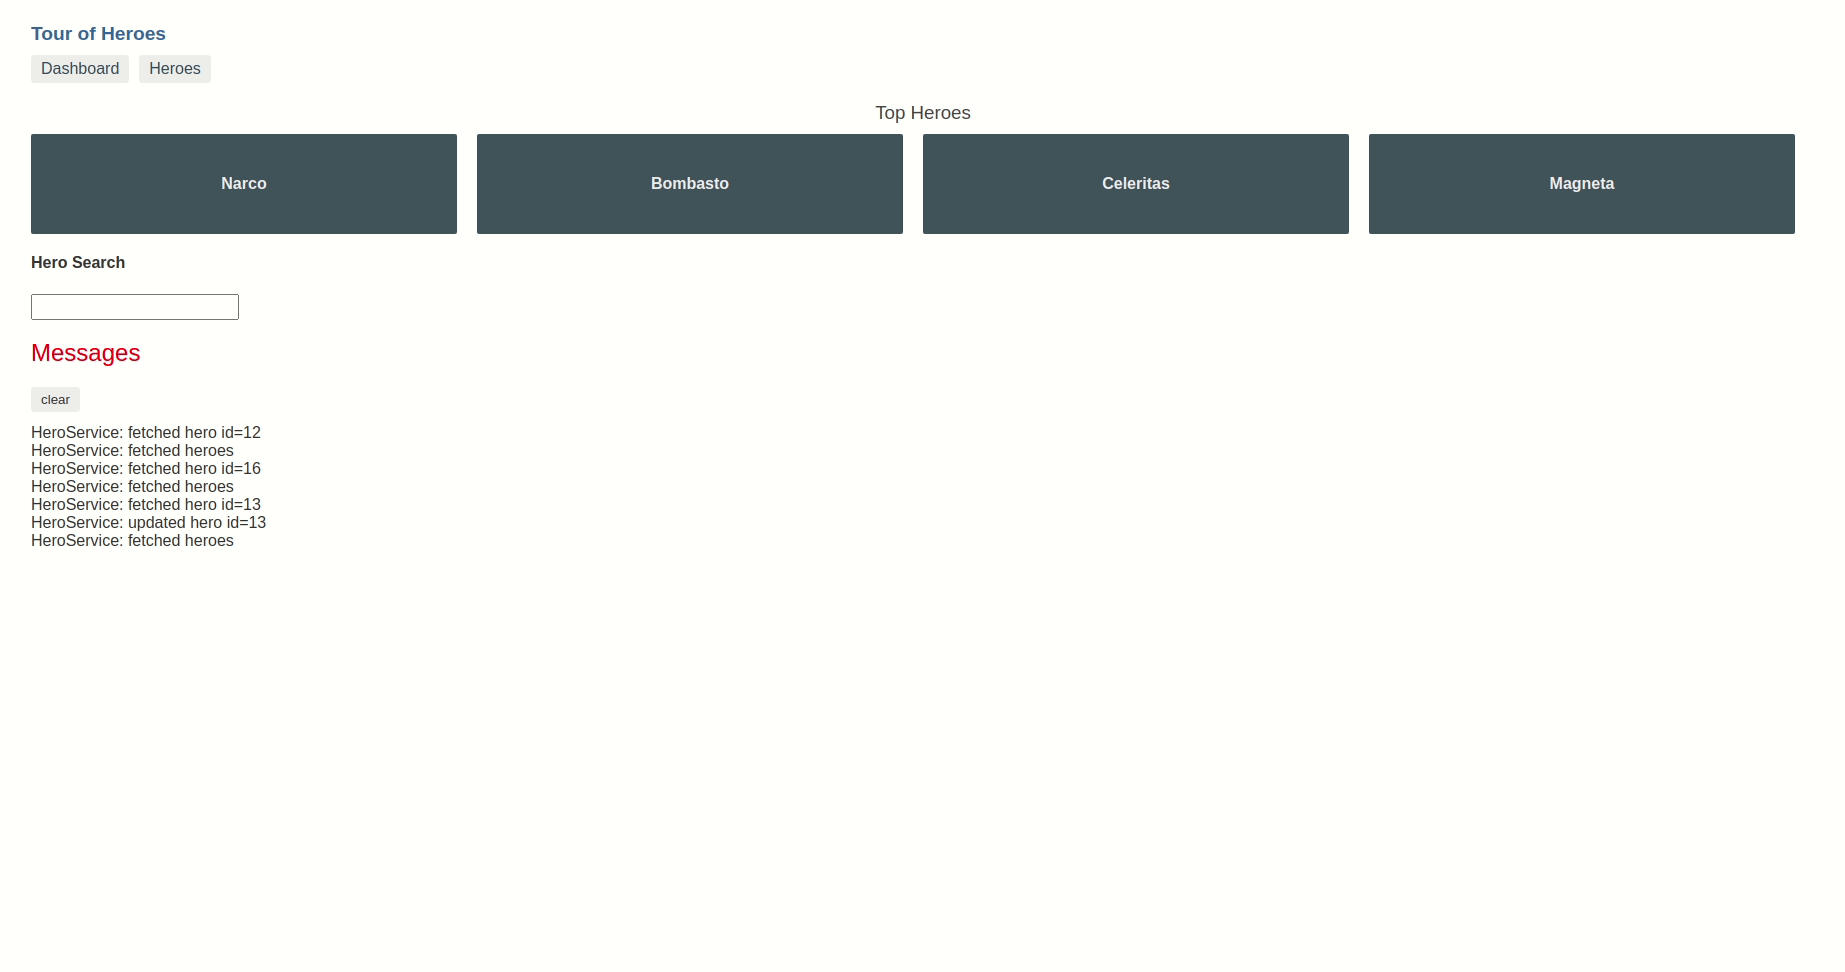 Tour of Heroes
Dashboard Heroes
Top Heroes
Narco Bombasto Celeritas Magneta
Hero Search
Messages
clear
HeroService: fetched hero id=12
HeroService: fetched heroes
HeroService: fetched hero id=16
HeroService: fetched heroes
HeroService: fetched hero id=13
HeroService: updated hero id=13
HeroService: fetched heroes